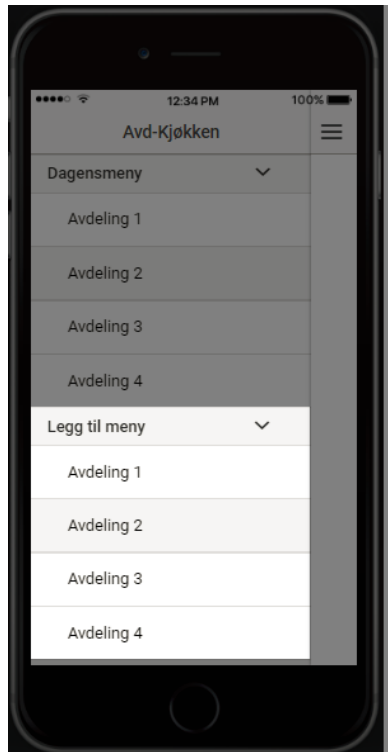 12:34 PM 100%
Avd-Kjøkken
Dagensmeny
Avdeling 1
Avdeling 2
Avdeling 3
Avdeling 4
Legg til meny
Avdeling 1
Avdeling 2
Avdeling 3
Avdeling 4